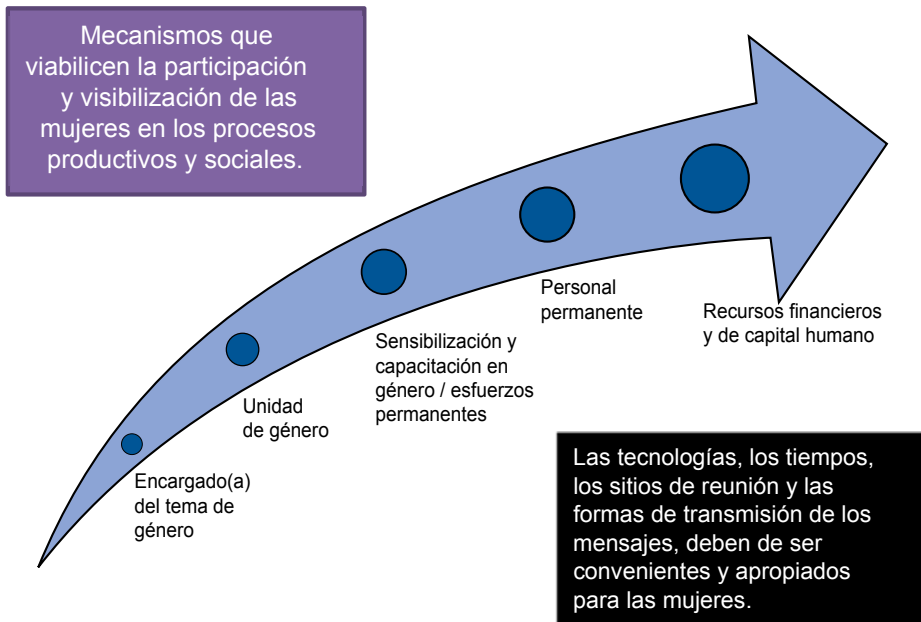 Mecanismos que
viabilicen la participación
y visibilización de las
mujeres en los procesos
productivos y sociales.
Encargado(a)
del tema de
género
Unidad
de género
Sensibilización y
capacitación en
género / esfuerzos
permanentes
Personal
permanente
Recursos financieros
y de capital humano
Las tecnologías, los tiempos,
los sitios de reunión y las
formas de transmisión de los
mensajes, deben de ser
convenientes y apropiados
para las mujeres.